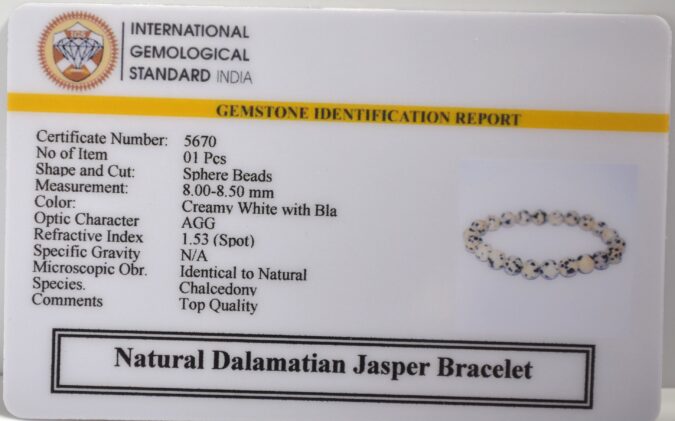 IGS
INTERNATIONAL
GEMOLOGICAL
STANDARD INDIA
GEMSTONE IDENTIFICATION REPORT
Certificate Number: 5670
No of Item 01 Pcs
Shape and Cut: Sphere Beads
Measurement: 8.00-8.50 mm
Color: Creamy White with Bla
Optic Character AGG
Refractive Index 1.53 (Spot)
Specific Gravity N/A
Microscopic Obr. Identical to Natural
Species. Chalcedony
Comments Top Quality
Natural Dalamatian Jasper Bracelet